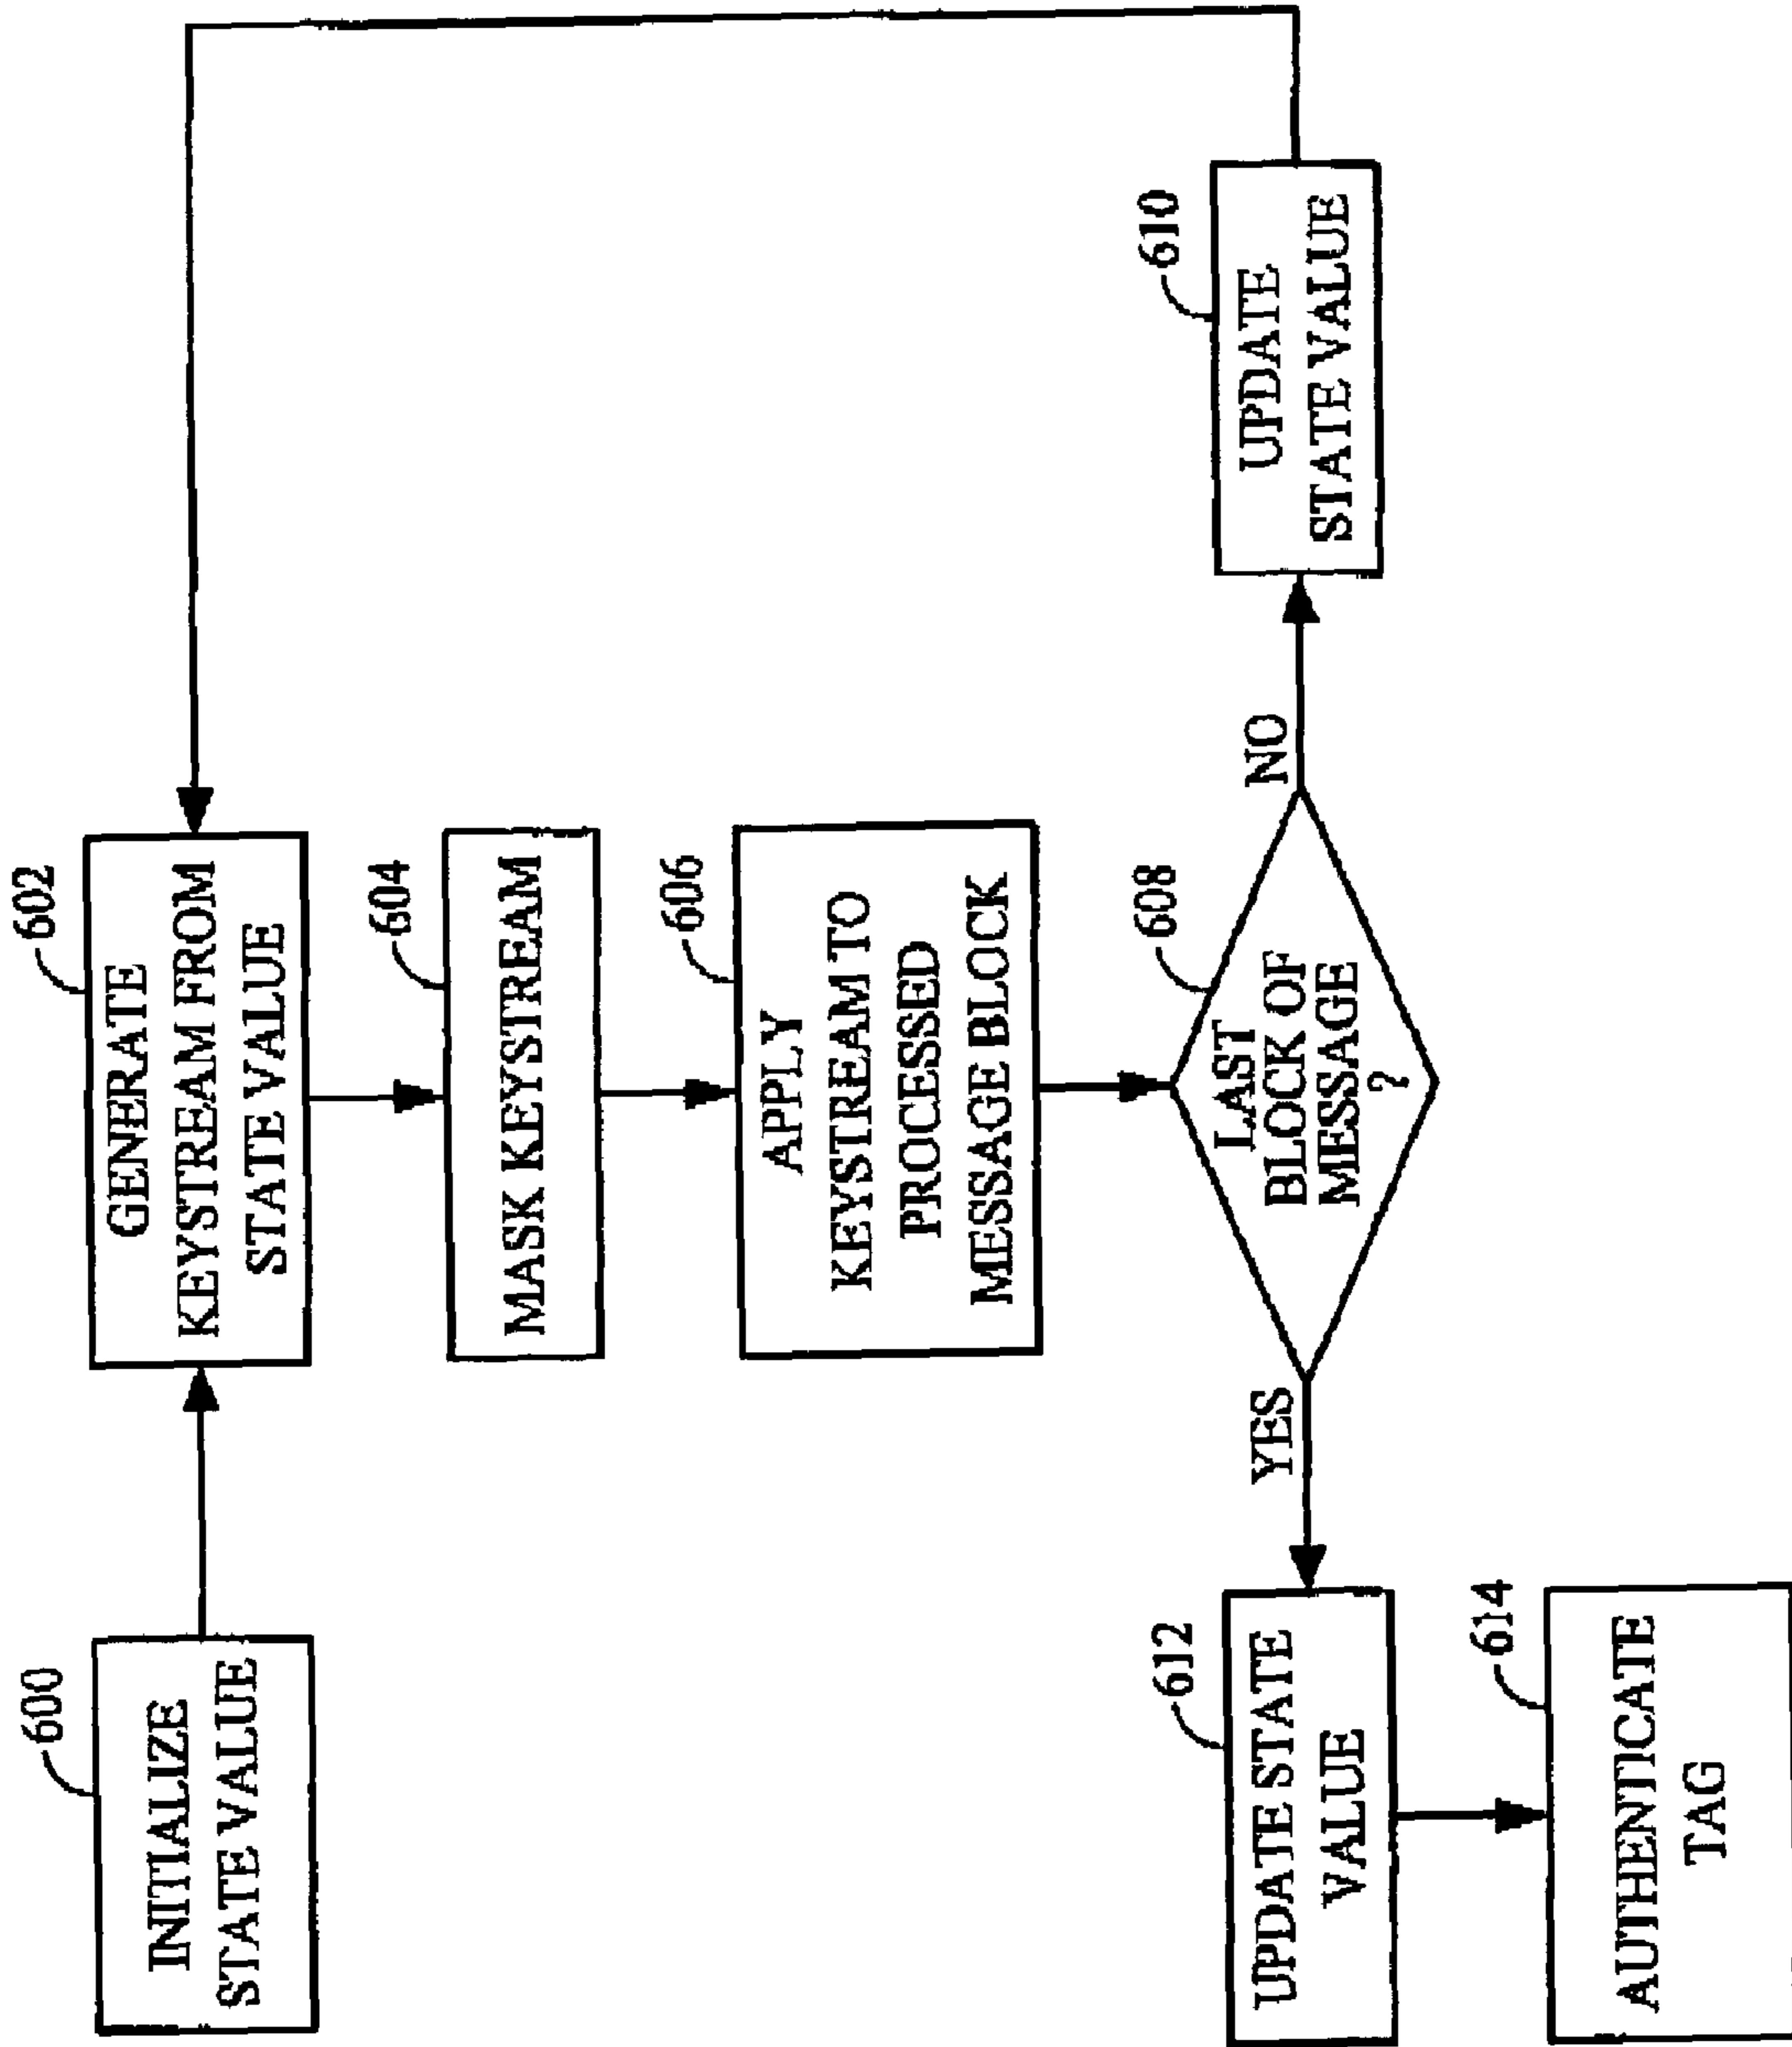 600
INITIALIZE
STATE VALUE
602
GENERATE
KEYSTREAM FROM
STATE VALUE
604
MASK KEYSTREAM
606
APPLY
KEYSTREAM TO
PROCESSED
MESSAGE BLOCK
608
LAST
BLOCK OF
MESSAGE
?
NO
610
UPDATE
STATE VALUE
YES
612
UPDATE STATE
VALUE
614
AUTHENTICATE
TAG